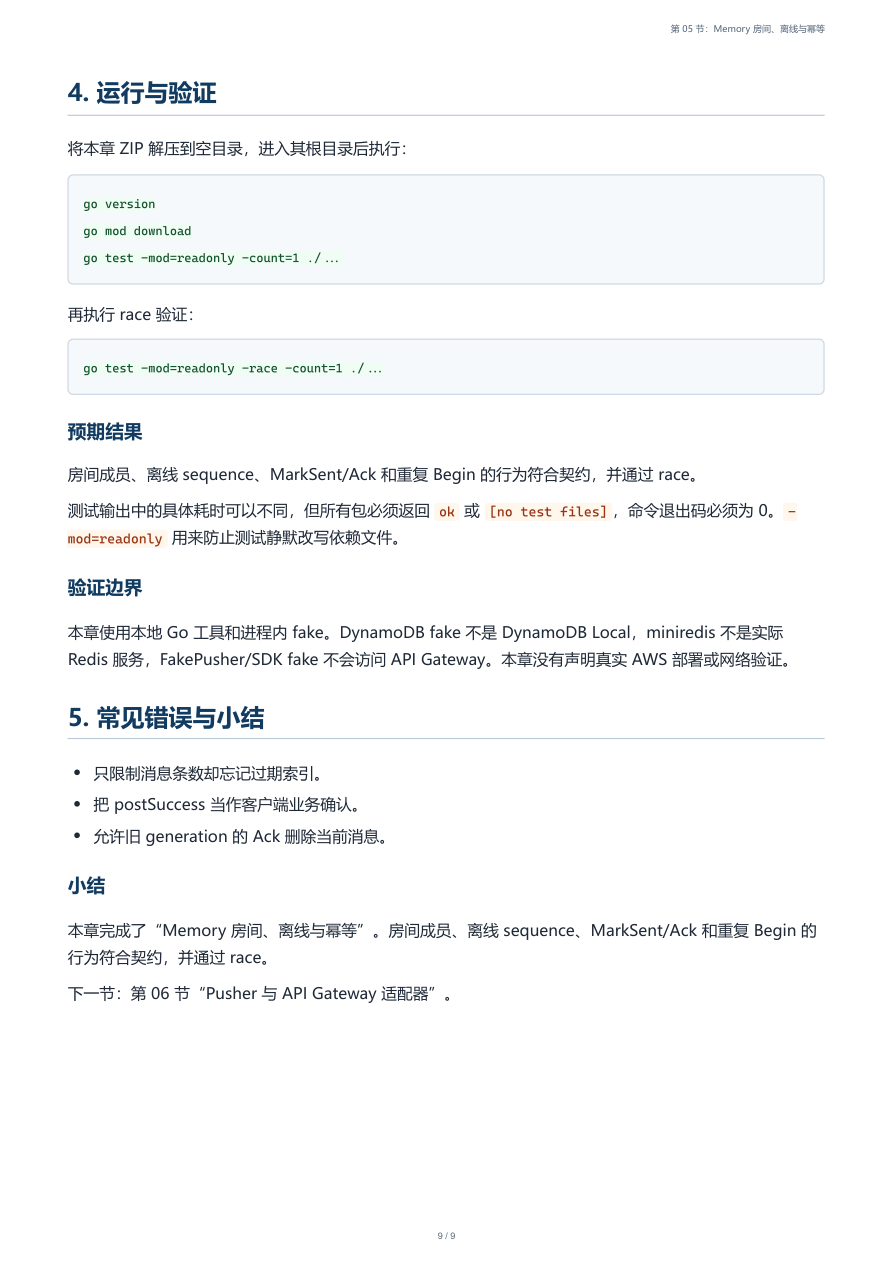 第 05 节：Memory 房间、离线与幂等
4. 运行与验证
将本章 ZIP 解压到空目录，进入其根目录后执行：
go version
go mod download
go test -mod=readonly -count=1 ./...
再执行 race 验证：
go test -mod=readonly -race -count=1 ./...
预期结果
房间成员、离线 sequence、MarkSent/Ack 和重复 Begin 的行为符合契约，并通过 race。
测试输出中的具体耗时可以不同，但所有包必须返回 ok 或 [no test files]，命令退出码必须为 0。-
mod=readonly 用来防止测试静默改写依赖文件。
验证边界
本章使用本地 Go 工具和进程内 fake。DynamoDB fake 不是 DynamoDB Local，miniredis 不是实际
Redis 服务，FakePusher/SDK fake 不会访问 API Gateway。本章没有声明真实 AWS 部署或网络验证。
5. 常见错误与小结
• 只限制消息条数却忘记过期索引。
• 把 postSuccess 当作客户端业务确认。
• 允许旧 generation 的 Ack 删除当前消息。
小结
本章完成了“Memory 房间、离线与幂等”。房间成员、离线 sequence、MarkSent/Ack 和重复 Begin 的
行为符合契约，并通过 race。
下一节：第 06 节“Pusher 与 API Gateway 适配器”。
9 / 9